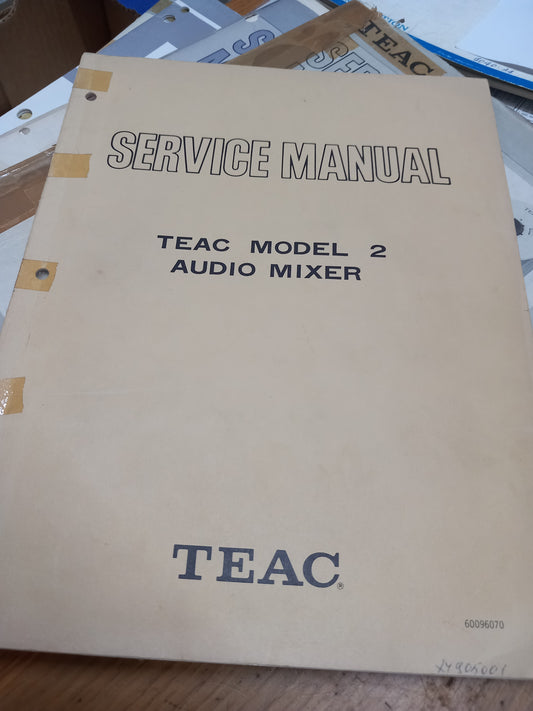 TEAC
SERVICE MANUAL
TEAC MODEL 2
AUDIO MIXER
TEAC®
60096070